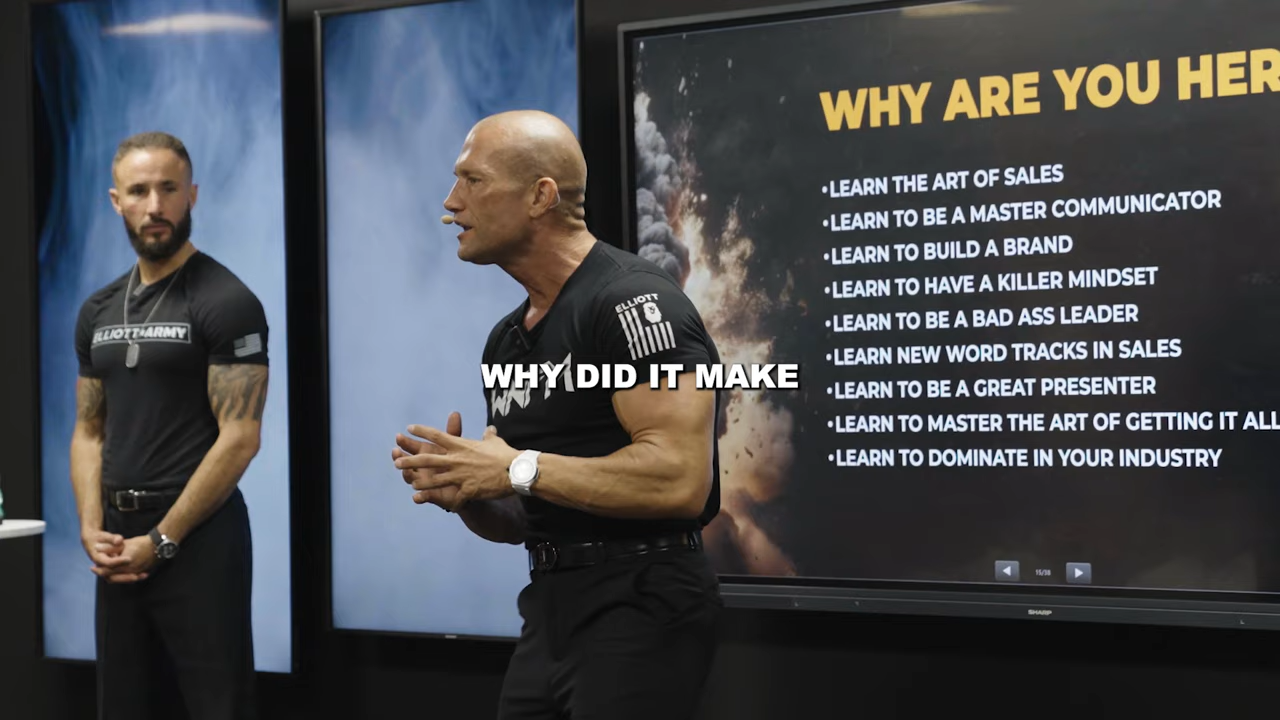 WHY ARE YOU HER
•LEARN THE ART OF SALES
•LEARN TO BE A MASTER COMMUNICATOR
•LEARN TO BUILD A BRAND
•LEARN TO HAVE A KILLER MINDSET
•LEARN TO BE A BAD ASS LEADER
•LEARN NEW WORD TRACKS IN SALES
•LEARN TO BE A GREAT PRESENTER
•LEARN TO MASTER THE ART OF GETTING IT ALL
•LEARN TO DOMINATE IN YOUR INDUSTRY
15/38
SHARP
ELLIOTT ARMY
ELLIOTT
WHY DID IT MAKE